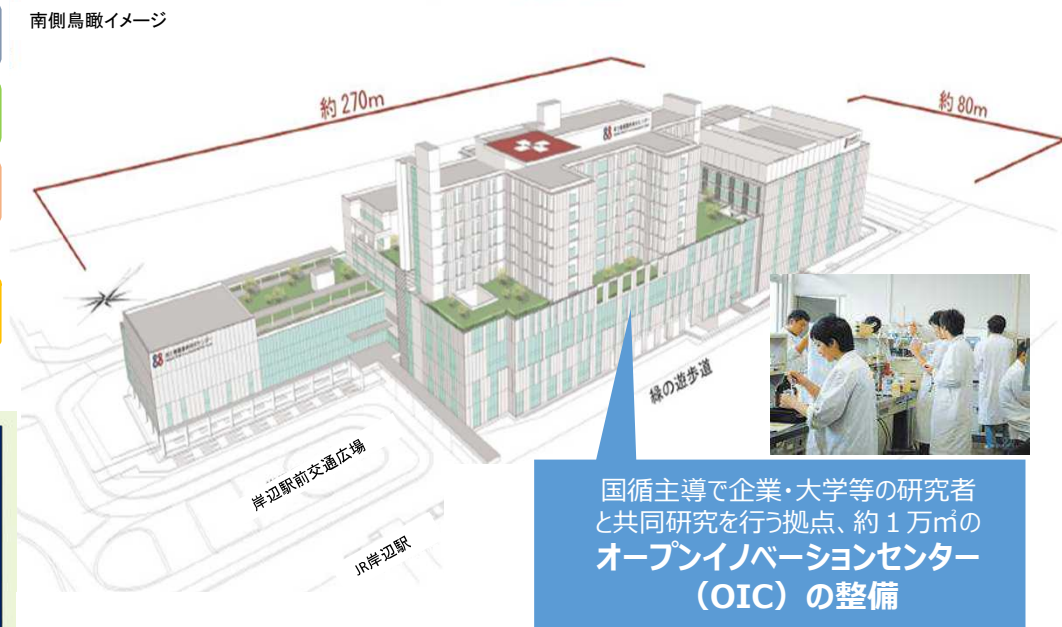 南側鳥瞰イメージ
約270m
約80m
緑の遊歩道
岸辺駅前交通広場
JR岸辺駅
国循主導で企業・大学等の研究者
と共同研究を行う拠点、約１万㎡の
オープンイノベーションセンター
（OIC）の整備